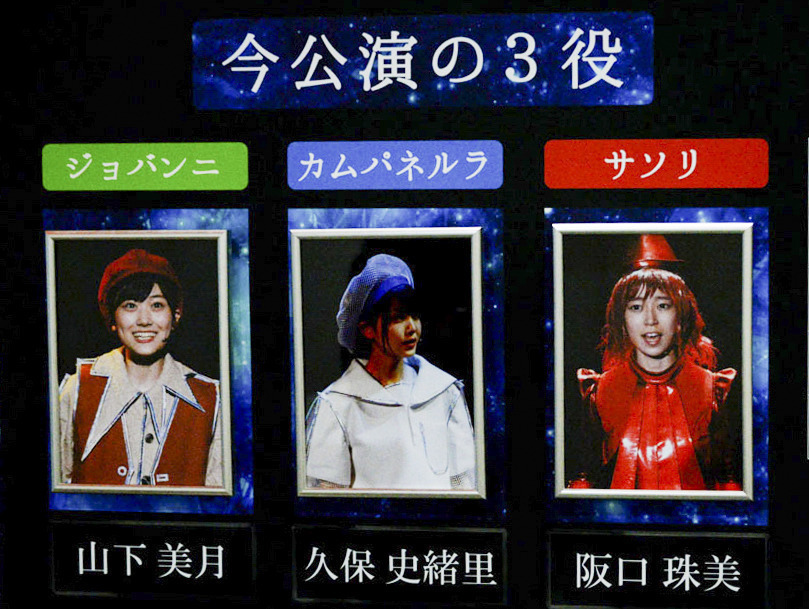 今公演の3役
ジョバンニ
カムパネルラ
サソリ
山下 美月
久保 史緒里
阪口 珠美